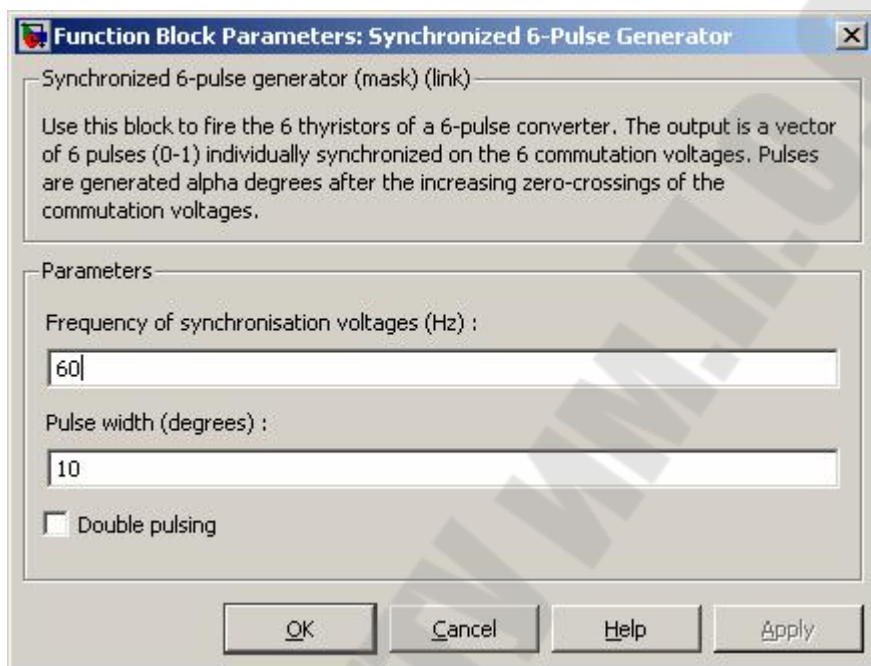 Function Block Parameters: Synchronized 6-Pulse Generator
Synchronized 6-pulse generator (mask) (link)
Use this block to fire the 6 thyristors of a 6-pulse converter. The output is a vector
of 6 pulses (0-1) individually synchronized on the 6 commutation voltages. Pulses
are generated alpha degrees after the increasing zero-crossings of the
commutation voltages.
Parameters
Frequency of synchronisation voltages (Hz) :
60
Pulse width (degrees) :
10
Double pulsing
OK
Cancel
Help
Apply
им.П.О.